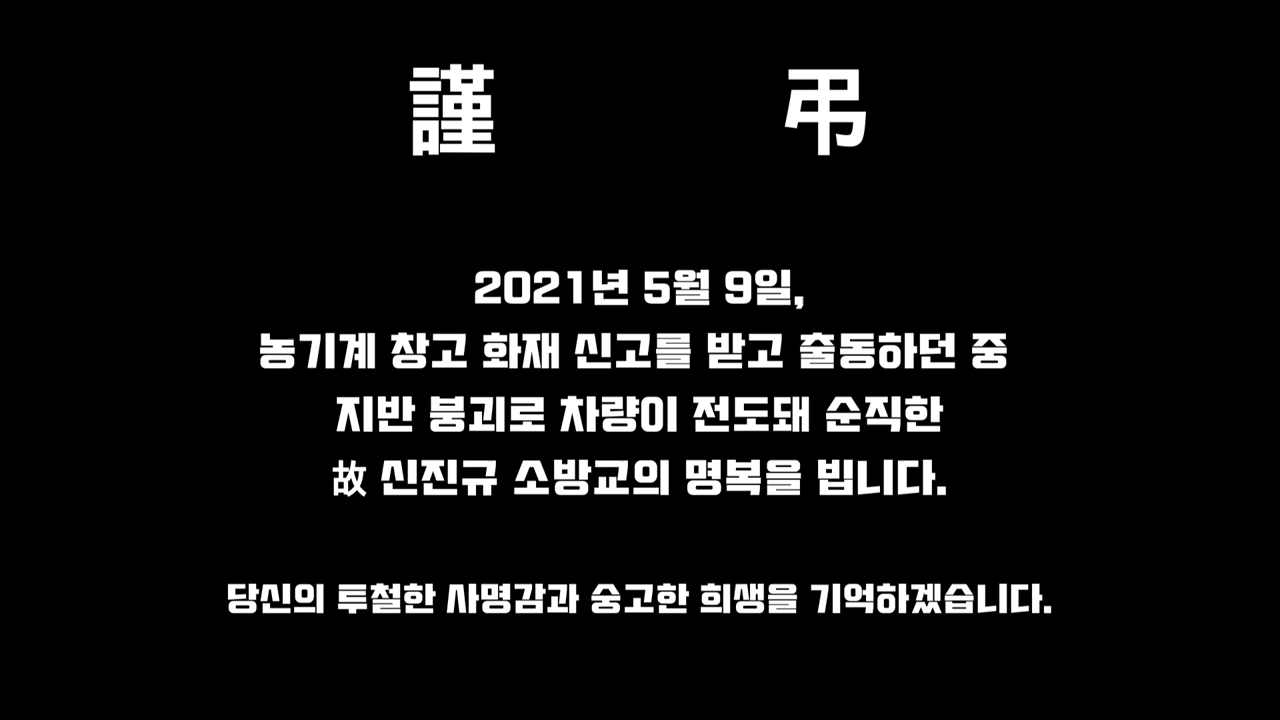 謹 弔
2021년 5월 9일,
농기계 창고 화재 신고를 받고 출동하던 중
지반 붕괴로 차량이 전도돼 순직한
故 신진규 소방교의 명복을 빕니다.
당신의 투철한 사명감과 숭고한 희생을 기억하겠습니다.